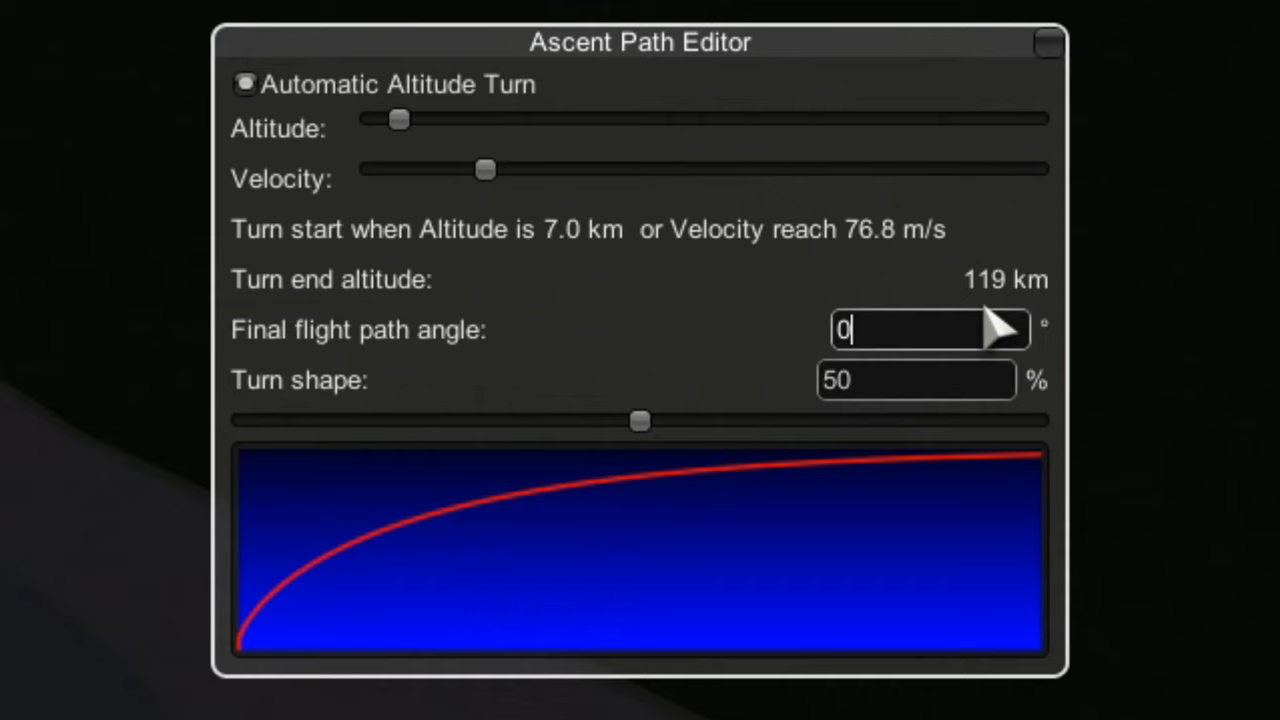 Ascent Path Editor
Automatic Altitude Turn
Altitude:
Velocity:
Turn start when Altitude is 7.0 km  or Velocity reach 76.8 m/s
Turn end altitude: 119 km
Final flight path angle: 0 °
Turn shape: 50 %